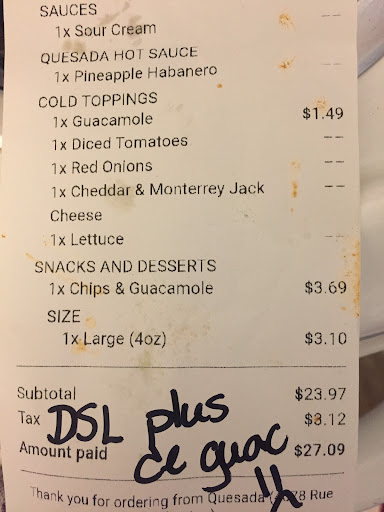 SAUCES
1x Sour Cream
QUESADA HOT SAUCE
1x Pineapple Habanero --
COLD TOPPINGS
1x Guacamole $1.49
1x Diced Tomatoes --
1x Red Onions --
1x Cheddar & Monterrey Jack --
Cheese
1x Lettuce --
SNACKS AND DESSERTS
1x Chips & Guacamole $3.69
SIZE
1x Large (4oz) $3.10
Subtotal $23.97
Tax $3.12
DSL plus
ce guac
Amount paid $27.09
Thank you for ordering from Quesada Rue